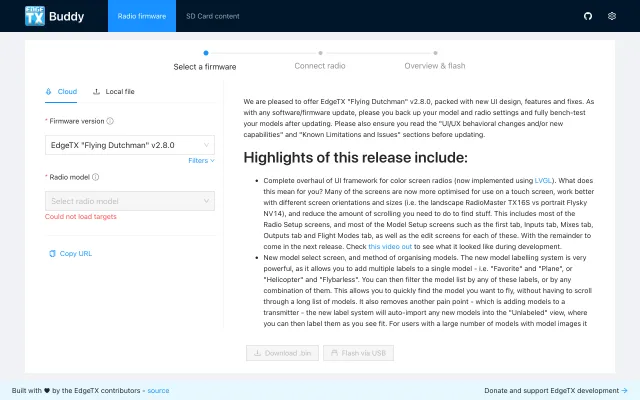 EDGE
TX Buddy
Radio firmware
SD Card content
Select a firmware
Connect radio
Overview & flash
Cloud
Local file
* Firmware version
EdgeTX "Flying Dutchman" v2.8.0
Filters
* Radio model
Select radio model
Could not load targets
Copy URL
We are pleased to offer EdgeTX "Flying Dutchman" v2.8.0, packed with new UI design, features and fixes. As
with any software/firmware update, please you back up your model and radio settings and fully bench-test
your models after updating. Please also ensure you read the "UI/UX behavioral changes and/or new
capabilities" and "Known Limitations and Issues" sections before updating.
Highlights of this release include:
• Complete overhaul of UI framework for color screen radios (now implemented using LVGL). What does
this mean for you? Many of the screens are now more optimised for use on a touch screen, work better
with different screen orientations and sizes (i.e. the landscape RadioMaster TX16S vs portrait Flysky
NV14), and reduce the amount of scrolling you need to do to find stuff. This includes most of the
Radio Setup screens, and most of the Model Setup screens such as the first tab, Inputs tab, Mixes tab,
Outputs tab and Flight Modes tab, as well as the edit screens for each of these. With the remainder to
come in the next release. Check this video out to see what it looked like during development.
• New model select screen, and method of organising models. The new model labelling system is very
powerful, as it allows you to add multiple labels to a single model - i.e. "Favorite" and "Plane", or
"Helicopter" and "Flybarless". You can then filter the model list by any of these labels, or by any
combination of them. This allows you to quickly find the model you want to fly, without having to scroll
through a long list of models. It also removes another pain point - which is adding models to a
transmitter - the new label system will auto-import any new models into the "Unlabeled" view, where
you can then label them as you see fit. For users with a large number of models with model images it
Download .bin
Flash via USB
Built with ♥ by the EdgeTX contributors - source
Donate and support EdgeTX development →